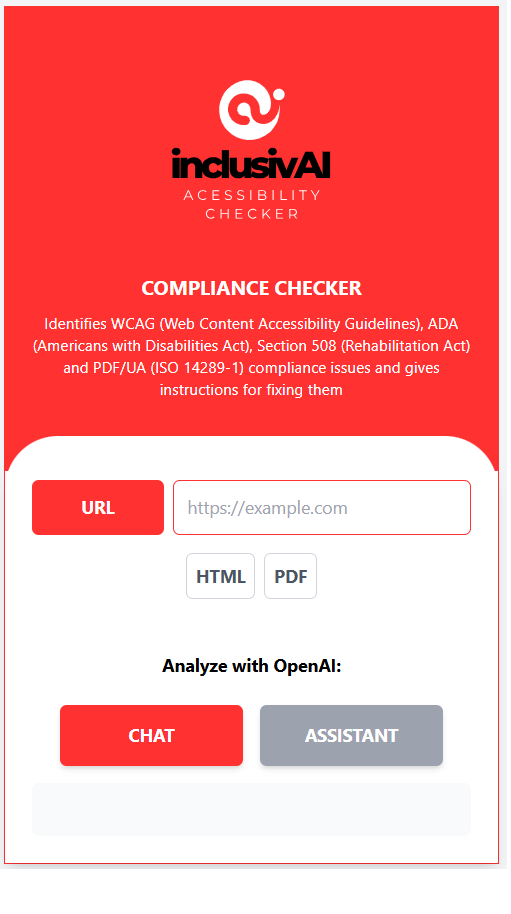 inclusivAI
ACESSIBILITY
CHECKER
COMPLIANCE CHECKER
Identifies WCAG (Web Content Accessibility Guidelines), ADA
(Americans with Disabilities Act), Section 508 (Rehabilitation Act)
and PDF/UA (ISO 14289-1) compliance issues and gives
instructions for fixing them
URL https://example.com
HTML PDF
Analyze with OpenAI:
CHAT ASSISTANT